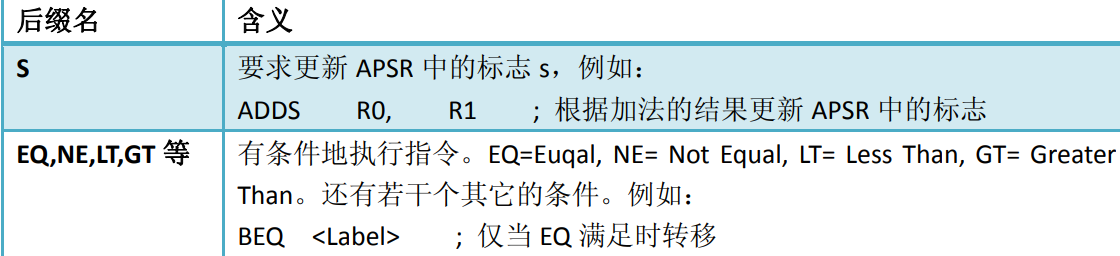 后缀名 含义
S 要求更新 APSR 中的标志 s，例如：
ADDS R0, R1 ; 根据加法的结果更新 APSR 中的标志
EQ,NE,LT,GT 等 有条件地执行指令。EQ=Euqal, NE= Not Equal, LT= Less Than, GT= Greater
Than。还有若干个其它的条件。例如：
BEQ <Label> ; 仅当 EQ 满足时转移